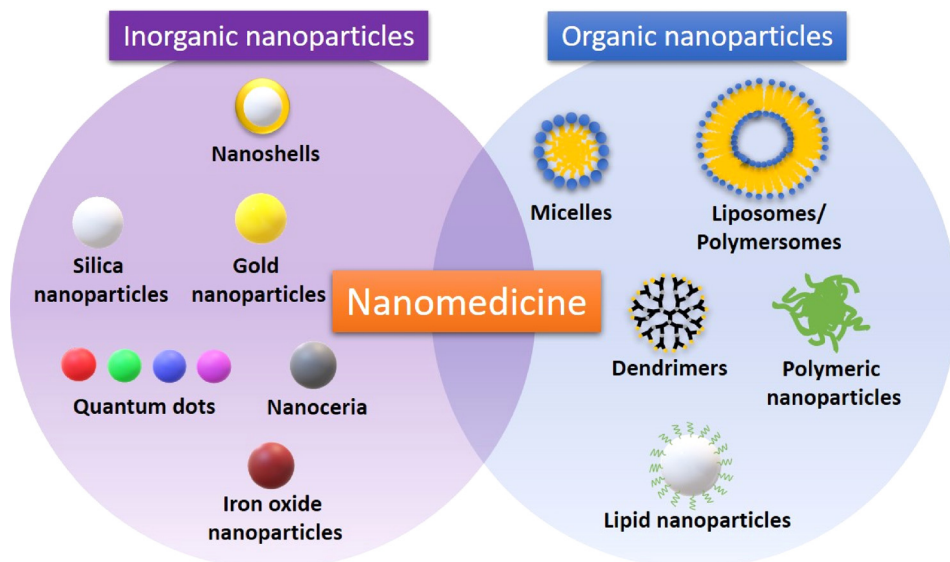 Inorganic nanoparticles
Organic nanoparticles
Nanoshells
Micelles
Liposomes/
Polymersomes
Silica
nanoparticles
Gold
nanoparticles
Nanomedicine
Dendrimers
Polymeric
nanoparticles
Quantum dots
Nanoceria
Iron oxide
nanoparticles
Lipid nanoparticles